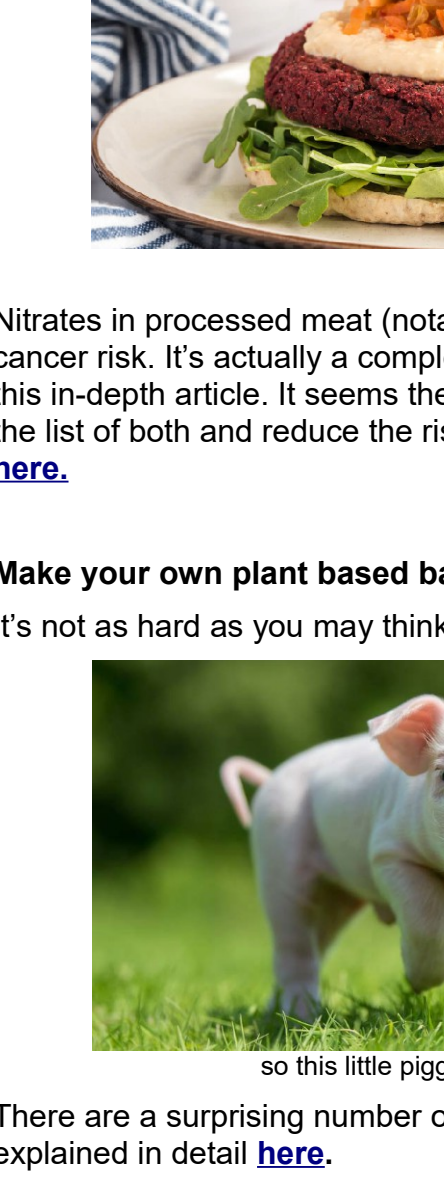 Nitrates in processed meat (nota
cancer risk. It’s actually a comple
this in-depth article. It seems the
the list of both and reduce the ris
here.
Make your own plant based ba
It’s not as hard as you may think
so this little pigg
There are a surprising number o
explained in detail here.